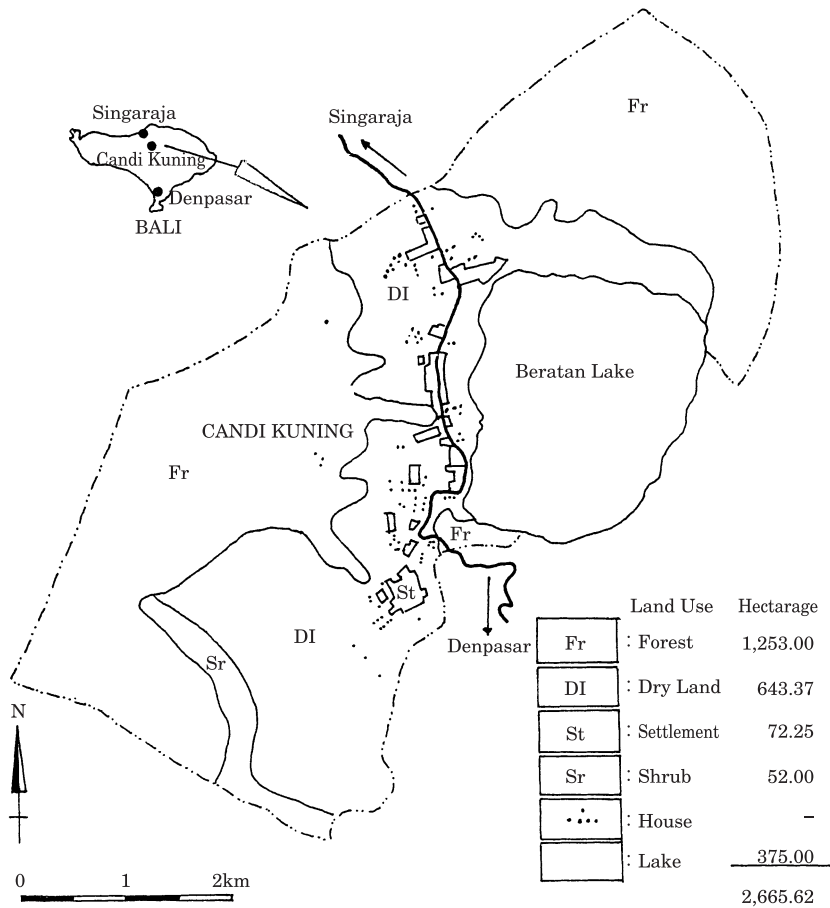 Singaraja
Candi Kuning
Denpasar
BALI
Singaraja
Fr
DI
Beratan Lake
CANDI KUNING
Fr
Fr
St
DI
Sr
Denpasar
N
0 1 2km
Land Use Hectarage
Fr : Forest 1,253.00
DI : Dry Land 643.37
St : Settlement 72.25
Sr : Shrub 52.00
: House –
: Lake 375.00
2,665.62